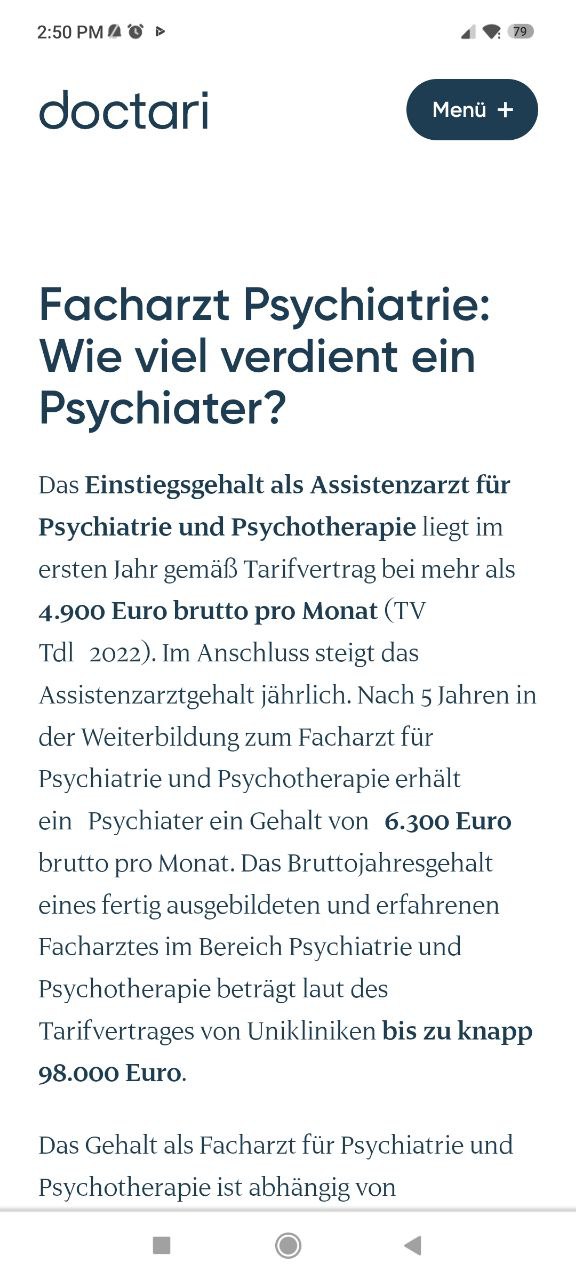 2:50 PM
79
doctari
Menü +
Facharzt Psychiatrie:
Wie viel verdient ein
Psychiater?
Das Einstiegsgehalt als Assistenzarzt für
Psychiatrie und Psychotherapie liegt im
ersten Jahr gemäß Tarifvertrag bei mehr als
4.900 Euro brutto pro Monat (TV
Tdl 2022). Im Anschluss steigt das
Assistenzarztgehalt jährlich. Nach 5 Jahren in
der Weiterbildung zum Facharzt für
Psychiatrie und Psychotherapie erhält
ein Psychiater ein Gehalt von 6.300 Euro
brutto pro Monat. Das Bruttojahresgehalt
eines fertig ausgebildeten und erfahrenen
Facharztes im Bereich Psychiatrie und
Psychotherapie beträgt laut des
Tarifvertrages von Unikliniken bis zu knapp
98.000 Euro.
Das Gehalt als Facharzt für Psychiatrie und
Psychotherapie ist abhängig von